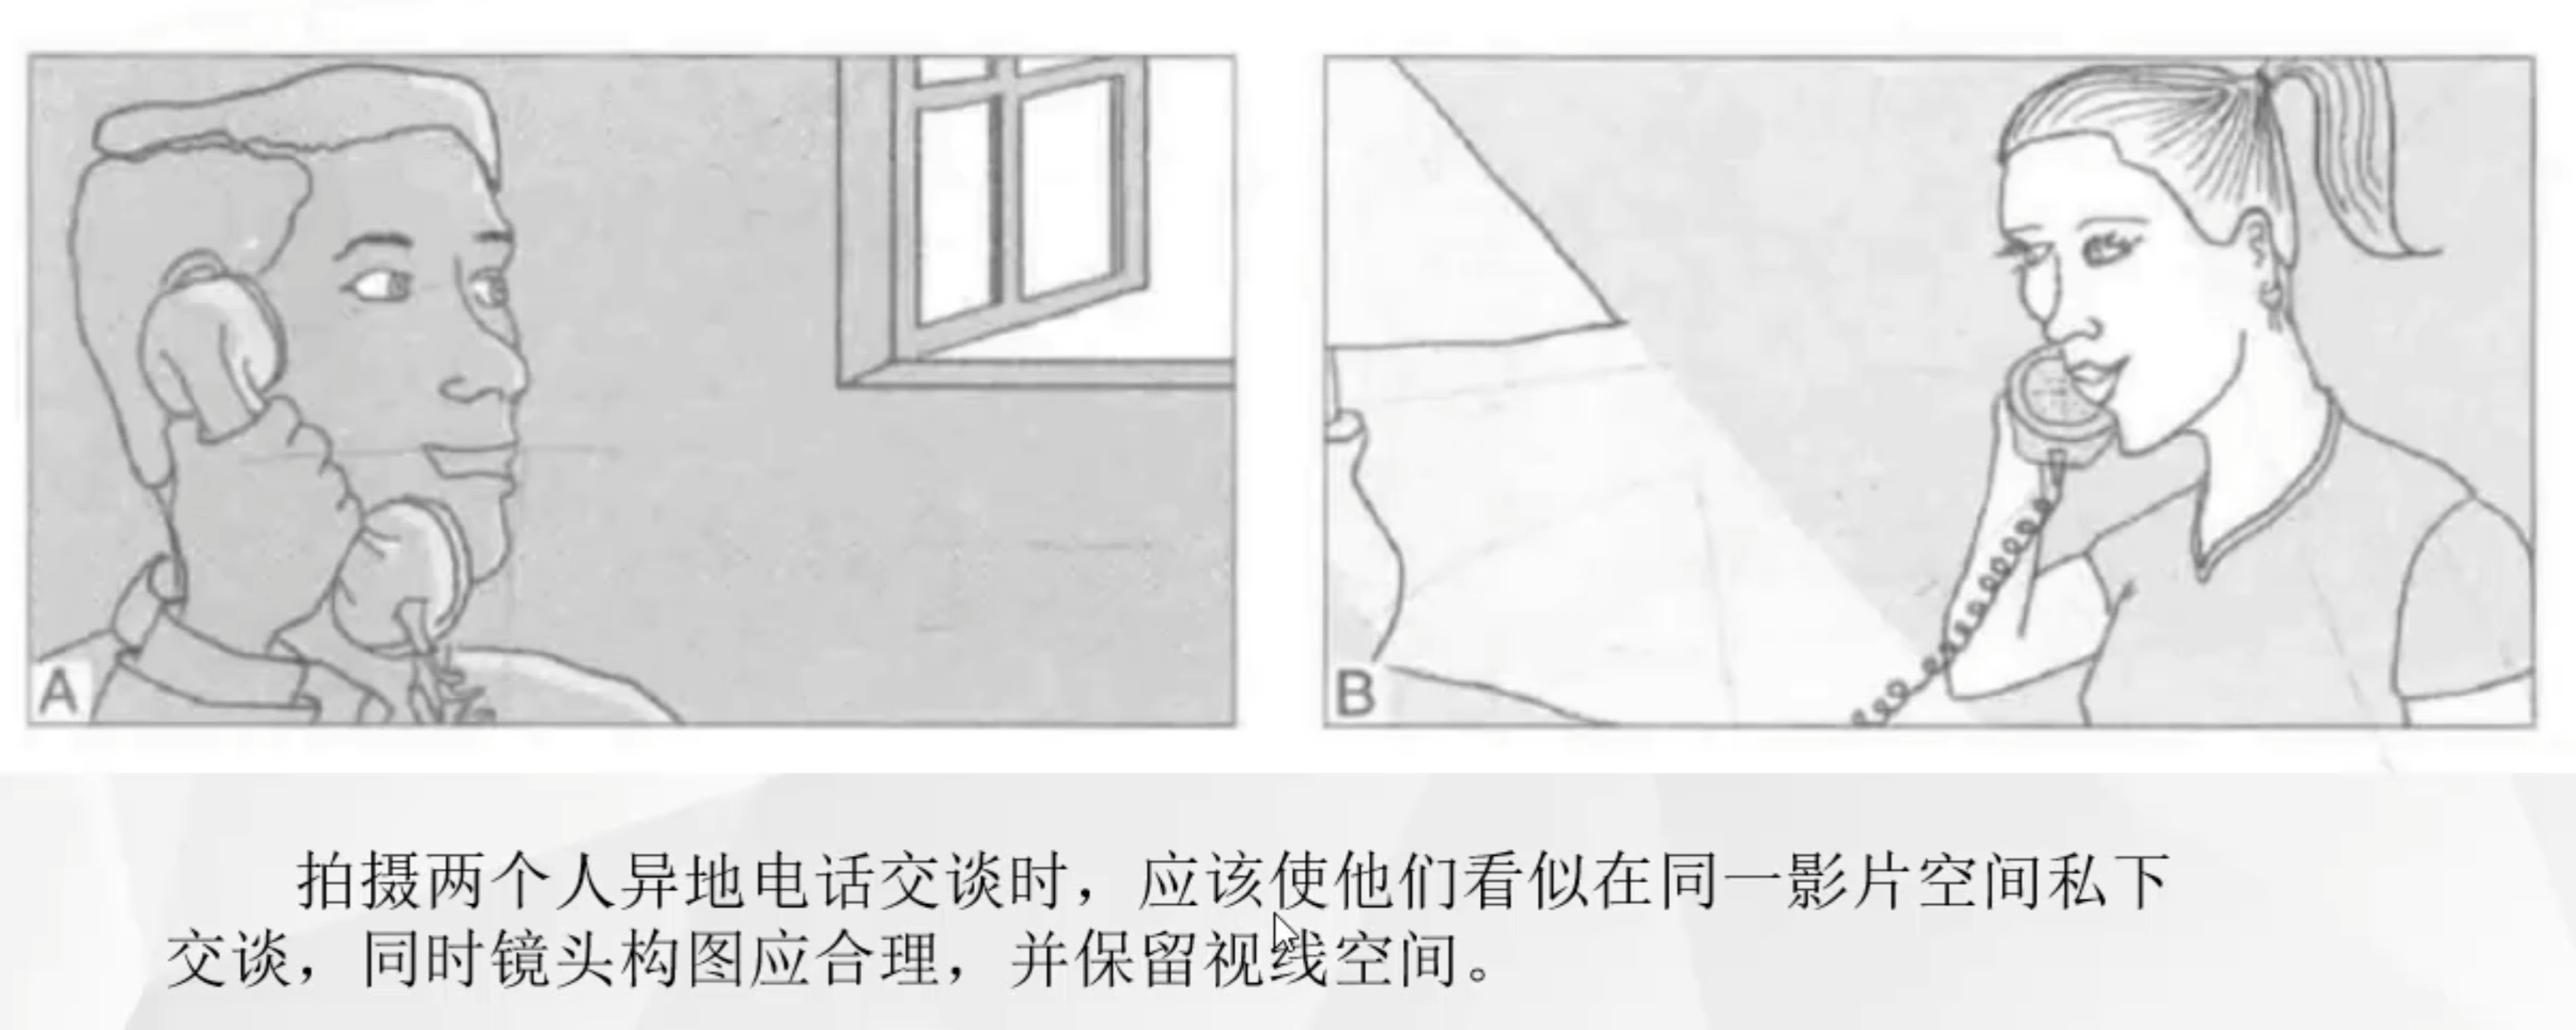 A
B
拍摄两个人异地电话交谈时，应该使他们看似在同一影片空间私下
交谈，同时镜头构图应合理，并保留视线空间。